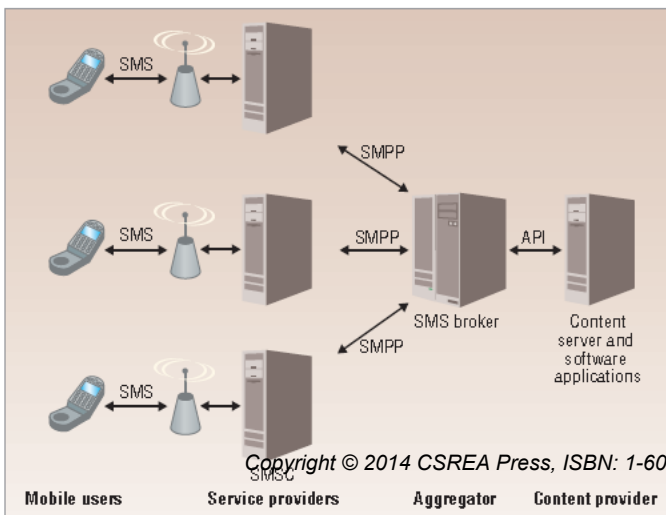 SMS
SMPP
SMS
SMPP
API
SMS broker
Content
server and
software
applications
SMPP
SMS
Copyright © 2014 CSREA Press, ISBN: 1-60
SMSC
Mobile users Service providers Aggregator Content provider